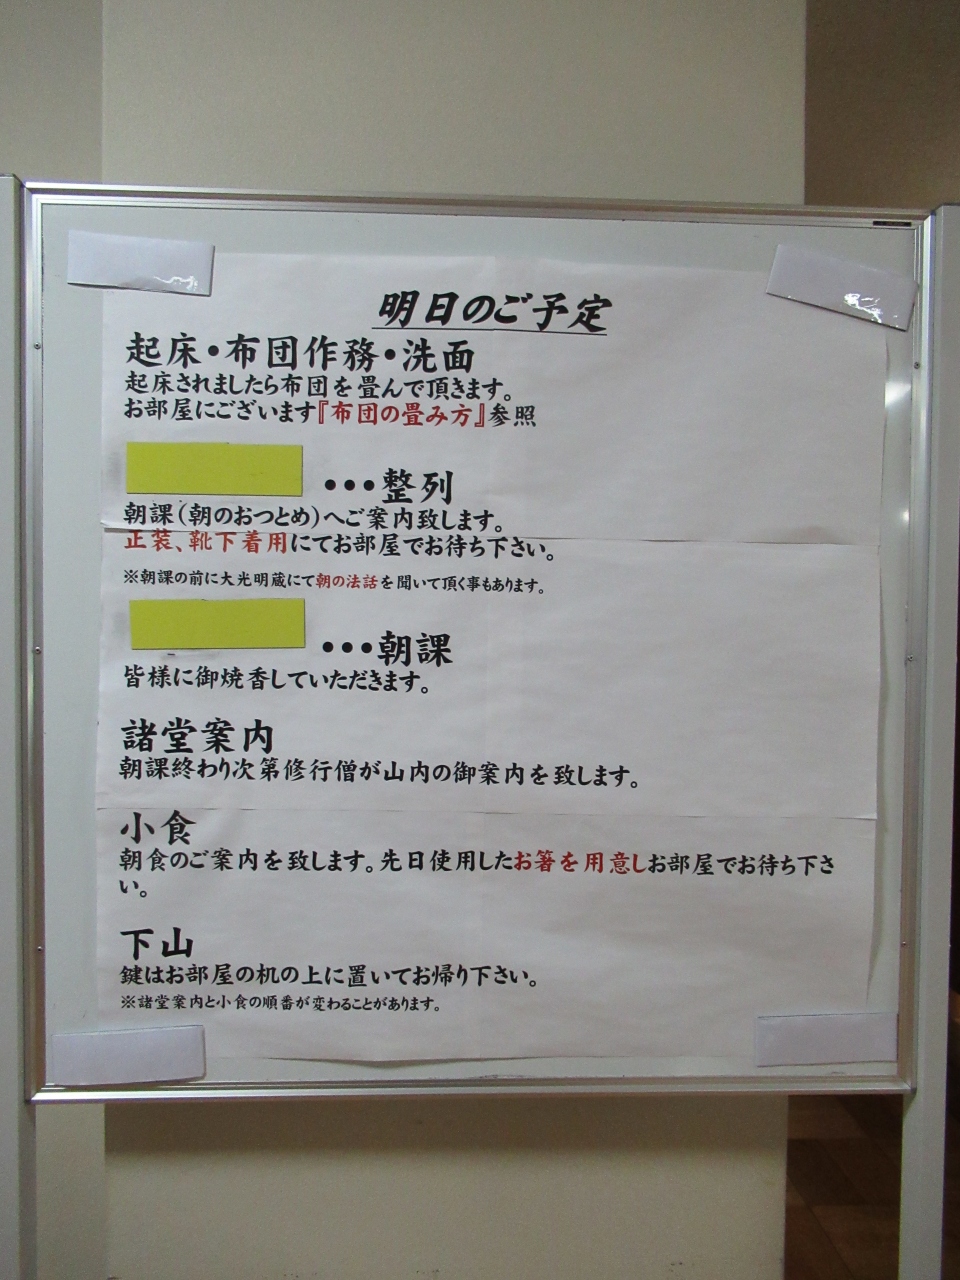 明日のご予定
起床・布団作務・洗面
起床されましたら布団を畳んで頂きます。
お部屋にございます『布団の畳み方』参照
･･･整列
朝課(朝のおつとめ)へご案内致します。
正装、靴下着用にてお部屋でお待ち下さい。
※朝課の前に大光明蔵にて朝の法話を聞いて頂く事もあります。
･･･朝課
皆様に御焼香していただきます。
諸堂案内
朝課終わり次第修行僧が山内の御案内を致します。
小食
朝食のご案内を致します。先日使用したお箸を用意しお部屋でお待ち下さ
い。
下山
鍵はお部屋の机の上に置いてお帰り下さい。
※諸堂案内と小食の順番が変わることがあります。